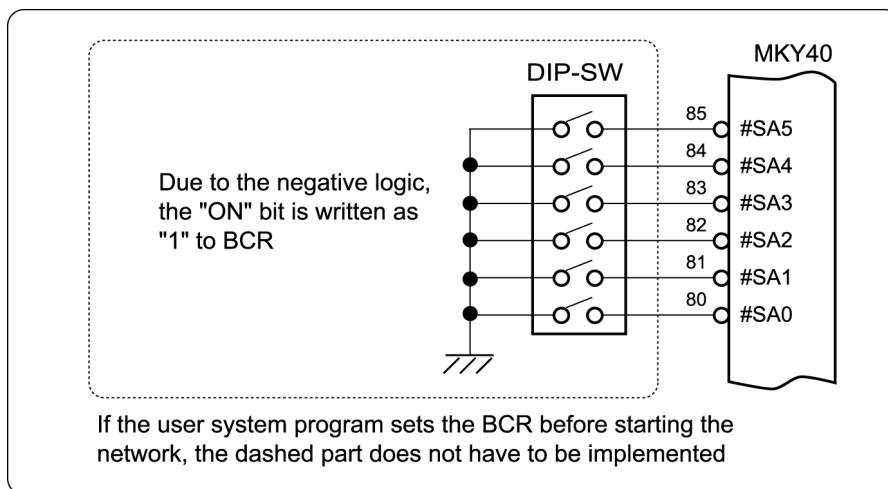 MKY40
DIP-SW
85
#SA5
84
#SA4
83
#SA3
82
#SA2
81
#SA1
80
#SA0
Due to the negative logic,
the "ON" bit is written as
"1" to BCR
If the user system program sets the BCR before starting the
network, the dashed part does not have to be implemented